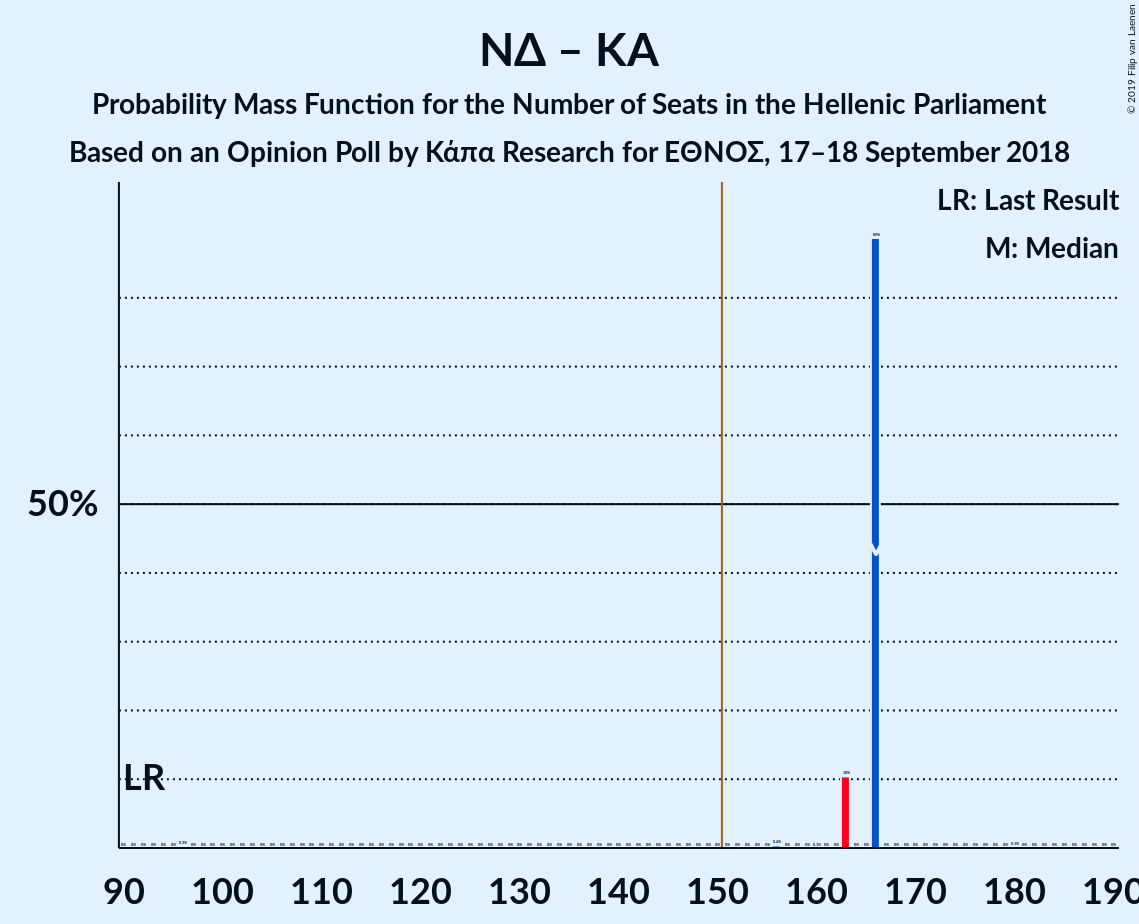 ΝΔ – ΚΑ
Probability Mass Function for the Number of Seats in the Hellenic Parliament
Based on an Opinion Poll by Κάπα Research for ΕΘΝΟΣ, 17–18 September 2018
© 2019 Filip van Laenen
LR: Last Result
M: Median
50%
M
LR
90 100 110 120 130 140 150 160 170 180 190